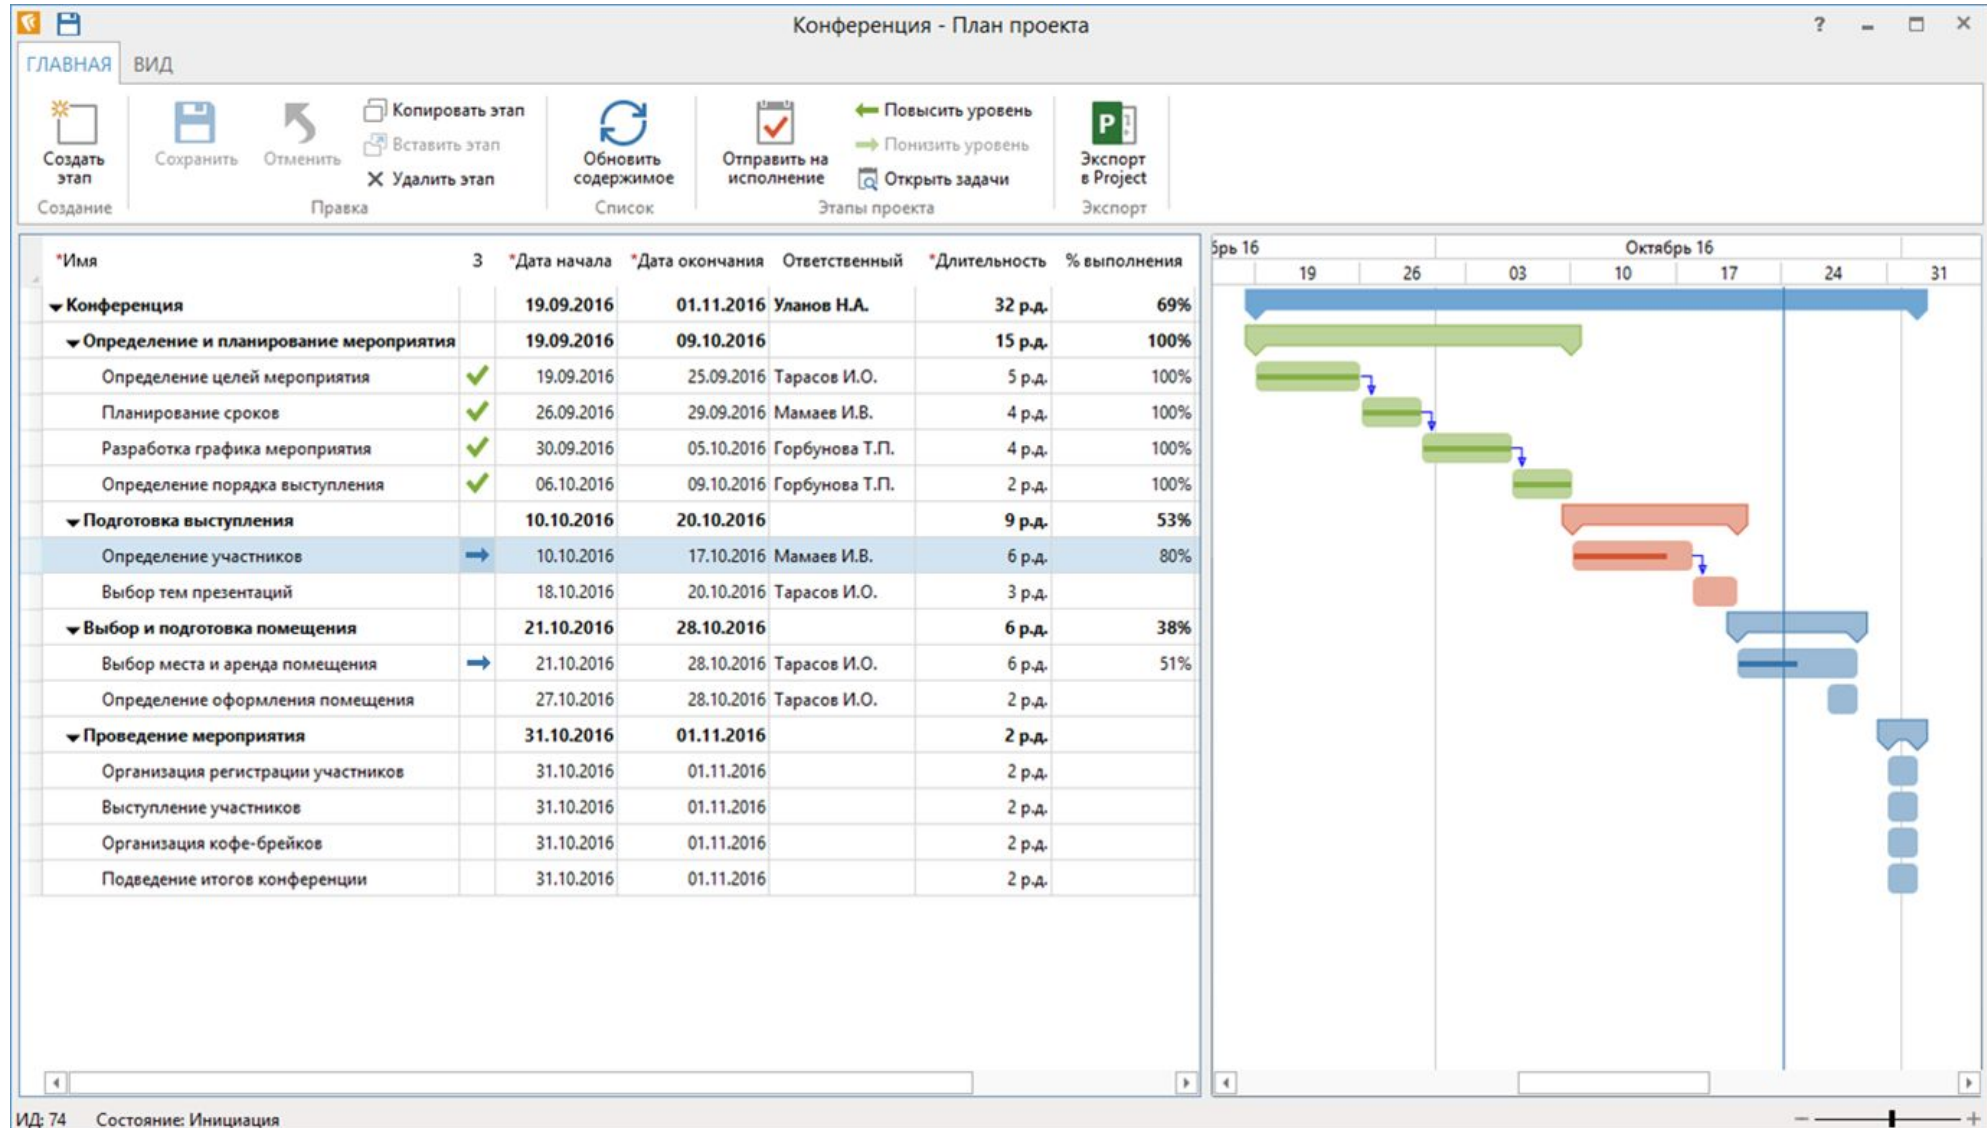 Конференция - План проекта
?
ГЛАВНАЯ ВИД
Создать этап
Сохранить
Отменить
Копировать этап
Вставить этап
Удалить этап
Обновить содержимое
Отправить на исполнение
Повысить уровень
Понизить уровень
Открыть задачи
P
Экспорт в Project
Создание Правка Список Этапы проекта Экспорт
*Имя З *Дата начала *Дата окончания Ответственный *Длительность % выполнения
Конференция 19.09.2016 01.11.2016 Уланов Н.А. 32 р.д. 69%
Определение и планирование мероприятия 19.09.2016 09.10.2016 15 р.д. 100%
Определение целей мероприятия 19.09.2016 25.09.2016 Тарасов И.О. 5 р.д. 100%
Планирование сроков 26.09.2016 29.09.2016 Мамаев И.В. 4 р.д. 100%
Разработка графика мероприятия 30.09.2016 05.10.2016 Горбунова Т.П. 4 р.д. 100%
Определение порядка выступления 06.10.2016 09.10.2016 Горбунова Т.П. 2 р.д. 100%
Подготовка выступления 10.10.2016 20.10.2016 9 р.д. 53%
Определение участников 10.10.2016 17.10.2016 Мамаев И.В. 6 р.д. 80%
Выбор тем презентаций 18.10.2016 20.10.2016 Тарасов И.О. 3 р.д.
Выбор и подготовка помещения 21.10.2016 28.10.2016 6 р.д. 38%
Выбор места и аренда помещения 21.10.2016 28.10.2016 Тарасов И.О. 6 р.д. 51%
Определение оформления помещения 27.10.2016 28.10.2016 Тарасов И.О. 2 р.д.
Проведение мероприятия 31.10.2016 01.11.2016 2 р.д.
Организация регистрации участников 31.10.2016 01.11.2016 2 р.д.
Выступление участников 31.10.2016 01.11.2016 2 р.д.
Организация кофе-брейков 31.10.2016 01.11.2016 2 р.д.
Подведение итогов конференции 31.10.2016 01.11.2016 2 р.д.
брь 16 Октябрь 16
19 26 03 10 17 24 31
ИД: 74 Состояние: Инициация